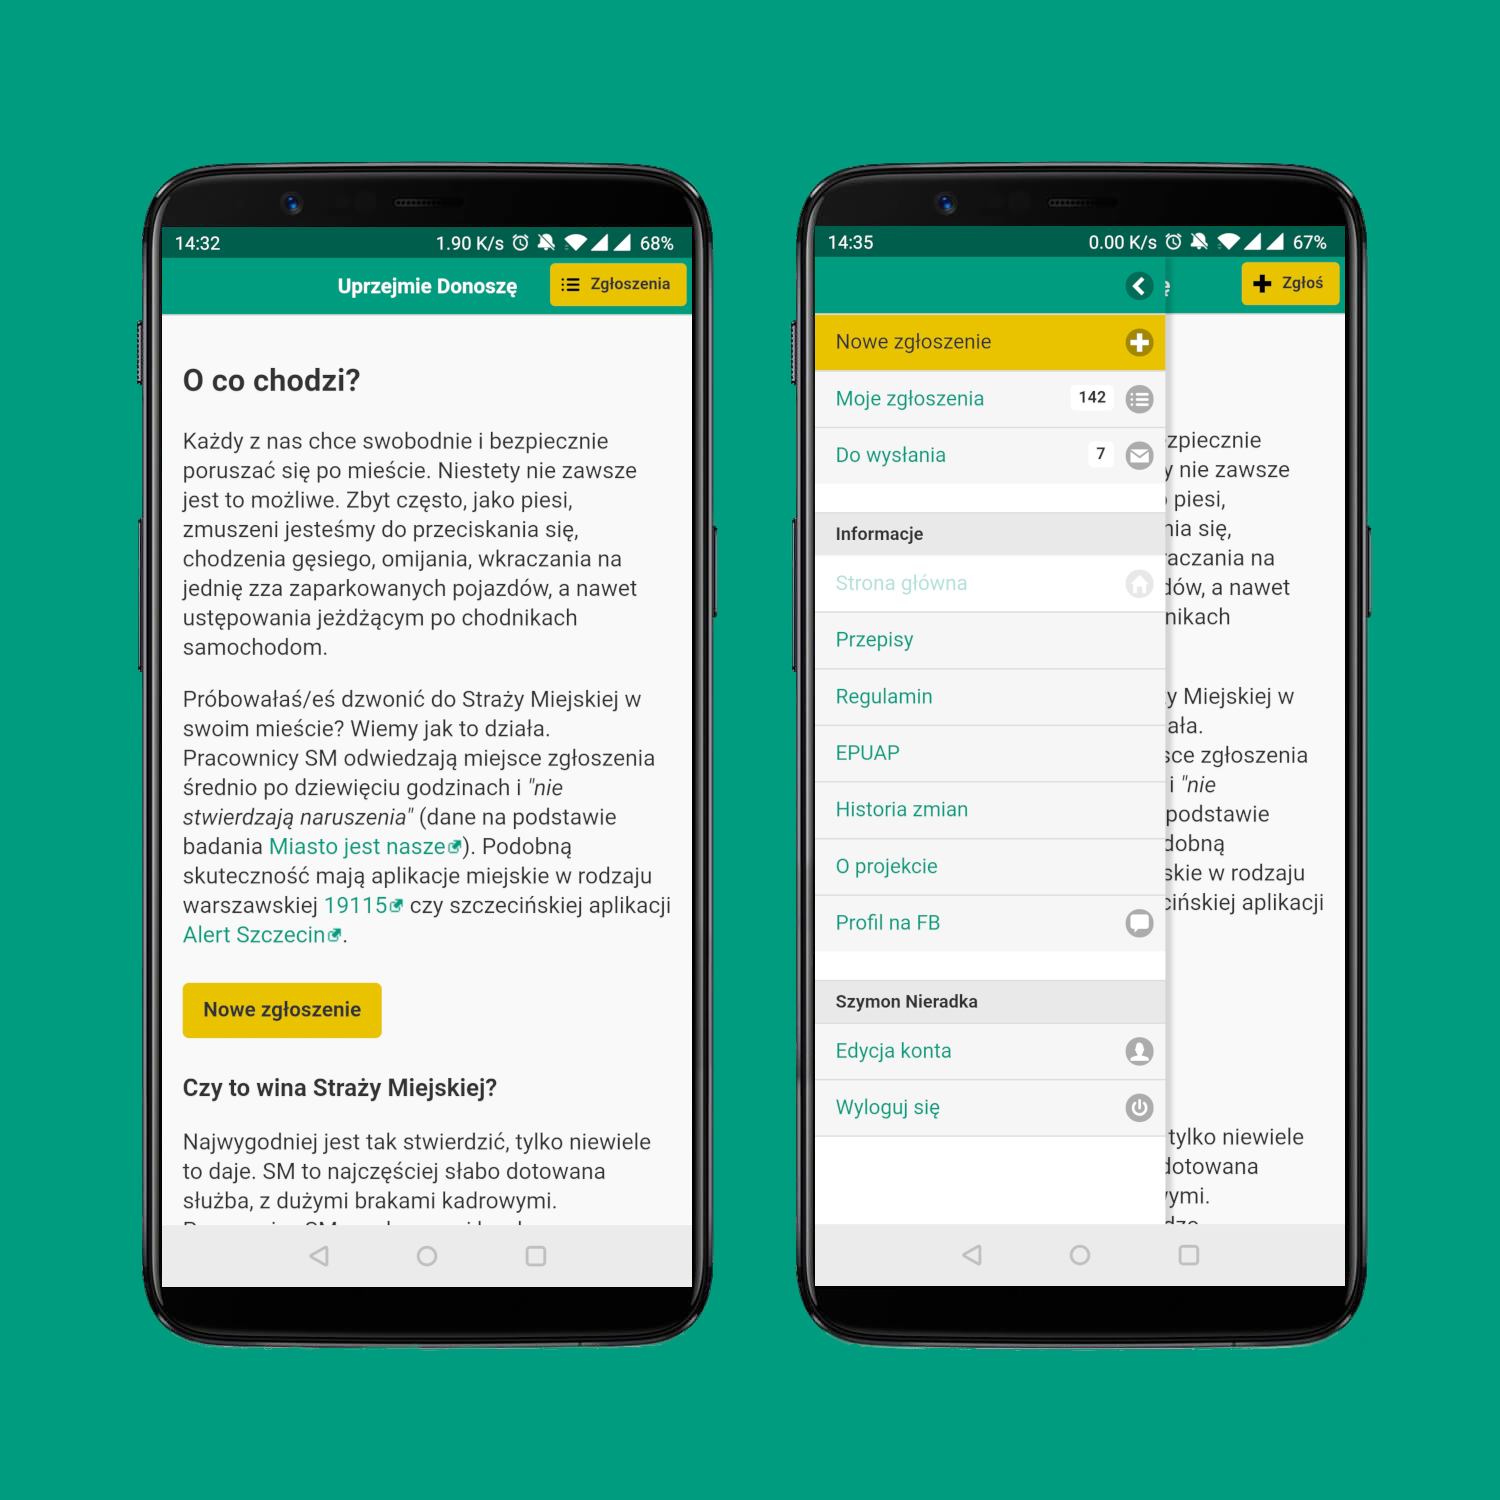 14:32
1.90 K/s 68%
Uprzejmie Donoszę
Zgłoszenia
O co chodzi?
Każdy z nas chce swobodnie i bezpiecznie
poruszać się po mieście. Niestety nie zawsze
jest to możliwe. Zbyt często, jako piesi,
zmuszeni jesteśmy do przeciskania się,
chodzenia gęsiego, omijania, wkraczania na
jednię zza zaparkowanych pojazdów, a nawet
ustępowania jeżdżącym po chodnikach
samochodom.
Próbowałaś/eś dzwonić do Straży Miejskiej w
swoim mieście? Wiemy jak to działa.
Pracownicy SM odwiedzają miejsce zgłoszenia
średnio po dziewięciu godzinach i "nie
stwierdzają naruszenia" (dane na podstawie
badania Miasto jest nasze). Podobną
skuteczność mają aplikacje miejskie w rodzaju
warszawskiej 19115 czy szczecińskiej aplikacji
Alert Szczecin.
Nowe zgłoszenie
Czy to wina Straży Miejskiej?
Najwygodniej jest tak stwierdzić, tylko niewiele
to daje. SM to najczęściej słabo dotowana
służba, z dużymi brakami kadrowymi.
14:35
0.00 K/s 67%
ę
Zgłoś
Nowe zgłoszenie
Moje zgłoszenia 142
Do wysłania 7
Informacje
Strona główna
Przepisy
Regulamin
EPUAP
Historia zmian
O projekcie
Profil na FB
Szymon Nieradka
Edycja konta
Wyloguj się
zpiecznie
y nie zawsze
piesi,
nia się,
raczania na
dów, a nawet
nikach
y Miejskiej w
ała.
sce zgłoszenia
i "nie
podstawie
dobną
skie w rodzaju
cińskiej aplikacji
tylko niewiele
dotowana
ymi.